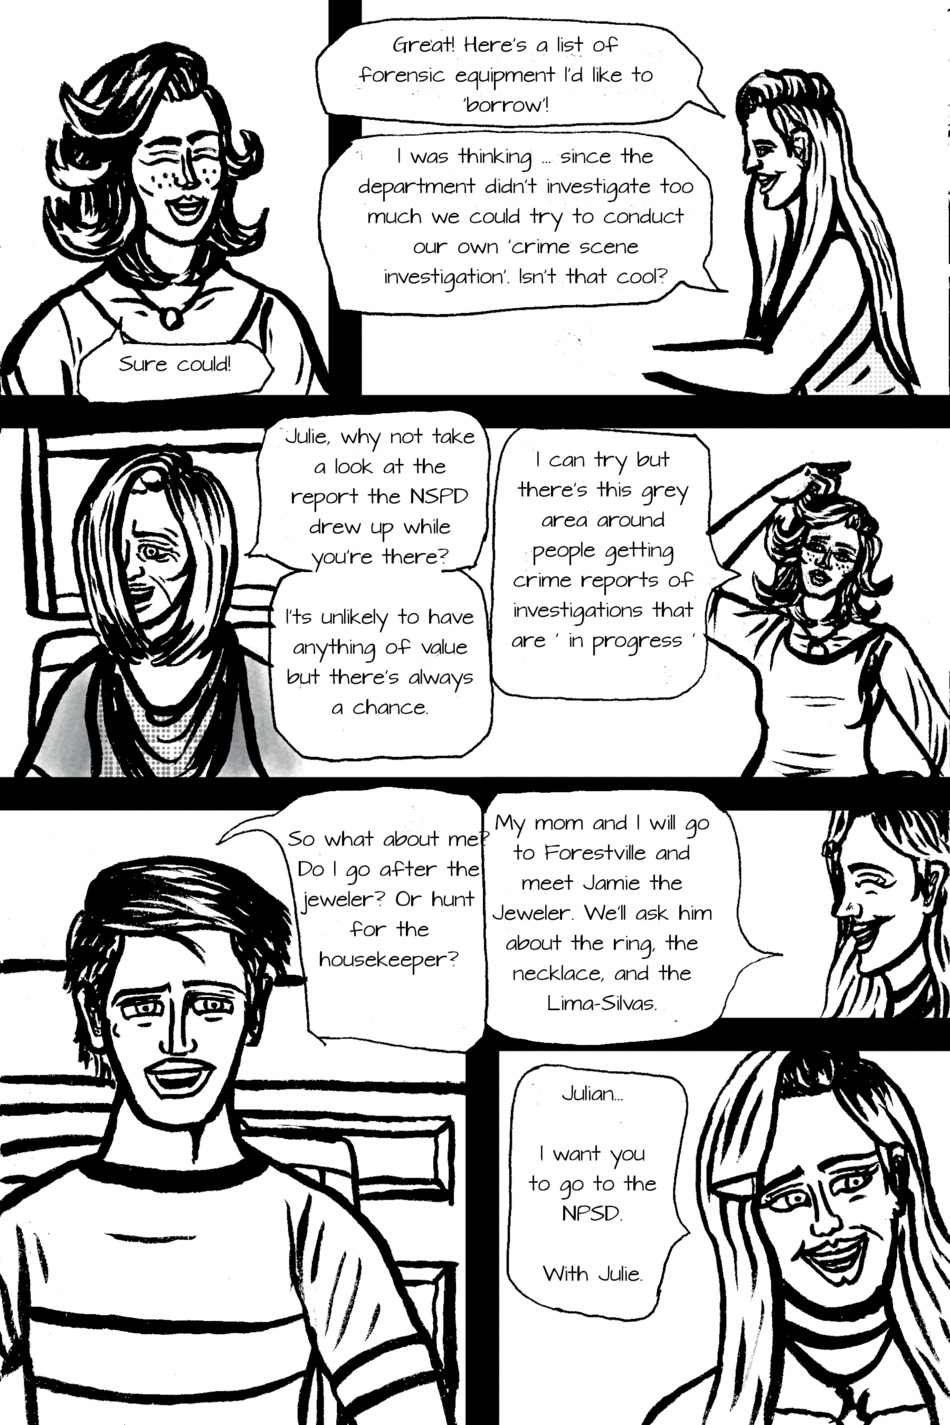 Sure could!
Great! Here's a list of
forensic equipment I'd like to
'borrow'!
I was thinking ... since the
department didn't investigate too
much we could try to conduct
our own 'crime scene
investigation'. Isn't that cool?
Julie, why not take
a look at the
report the NSPD
drew up while
you're there?
I'ts unlikely to have
anything of value
but there's always
a chance.
I can try but
there's this grey
area around
people getting
crime reports of
investigations that
are ' in progress '
So what about me?
Do I go after the
jeweler? Or hunt
for the
housekeeper?
My mom and I will go
to Forestville and
meet Jamie the
Jeweler. We'll ask him
about the ring, the
necklace, and the
Lima-Silvas.
Julian...
I want you
to go to the
NPSD.
With Julie.